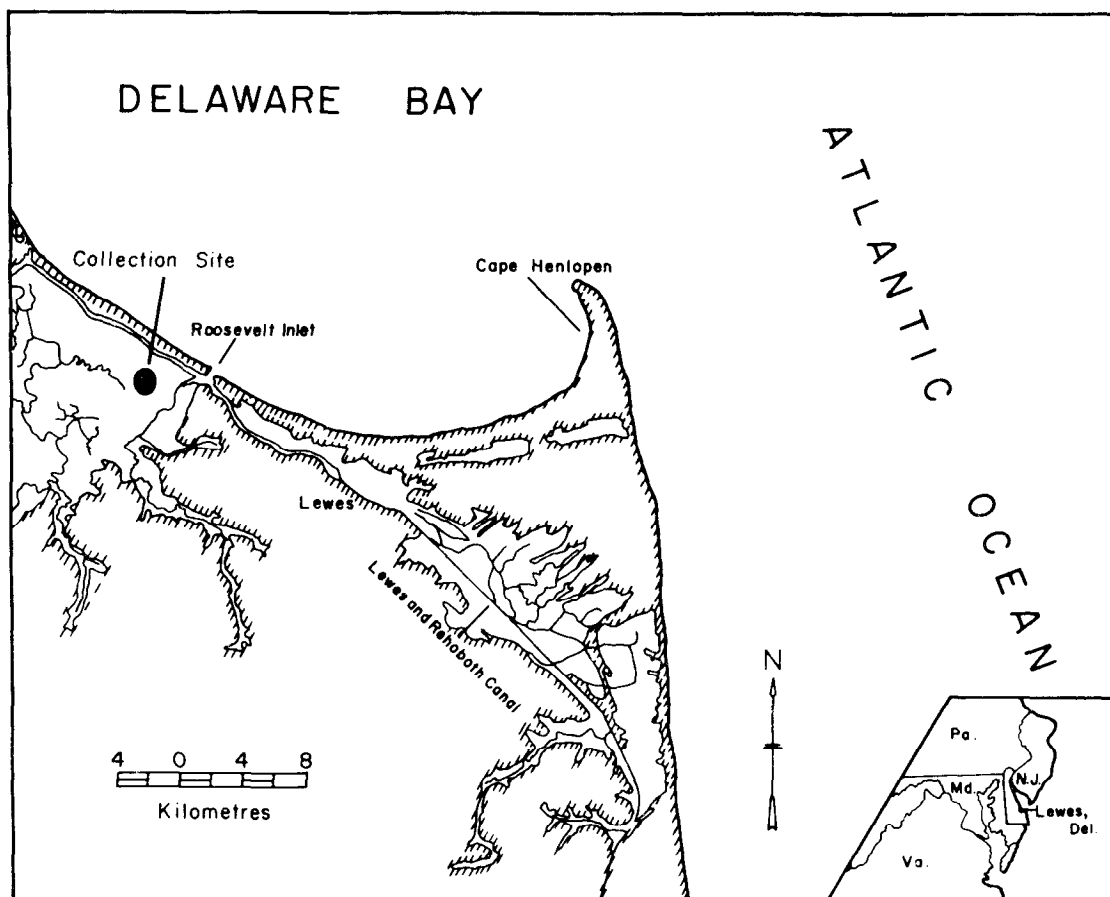 DELAWARE BAY
ATLANTIC
OCEAN
Collection Site
Cape Henlopen
Roosevelt Inlet
Lewes
Lewes and Rehoboth Canal
N
4 0 4 8
Kilometres
Pa.
N.J.
Md.
Lewes,
Del.
Va.